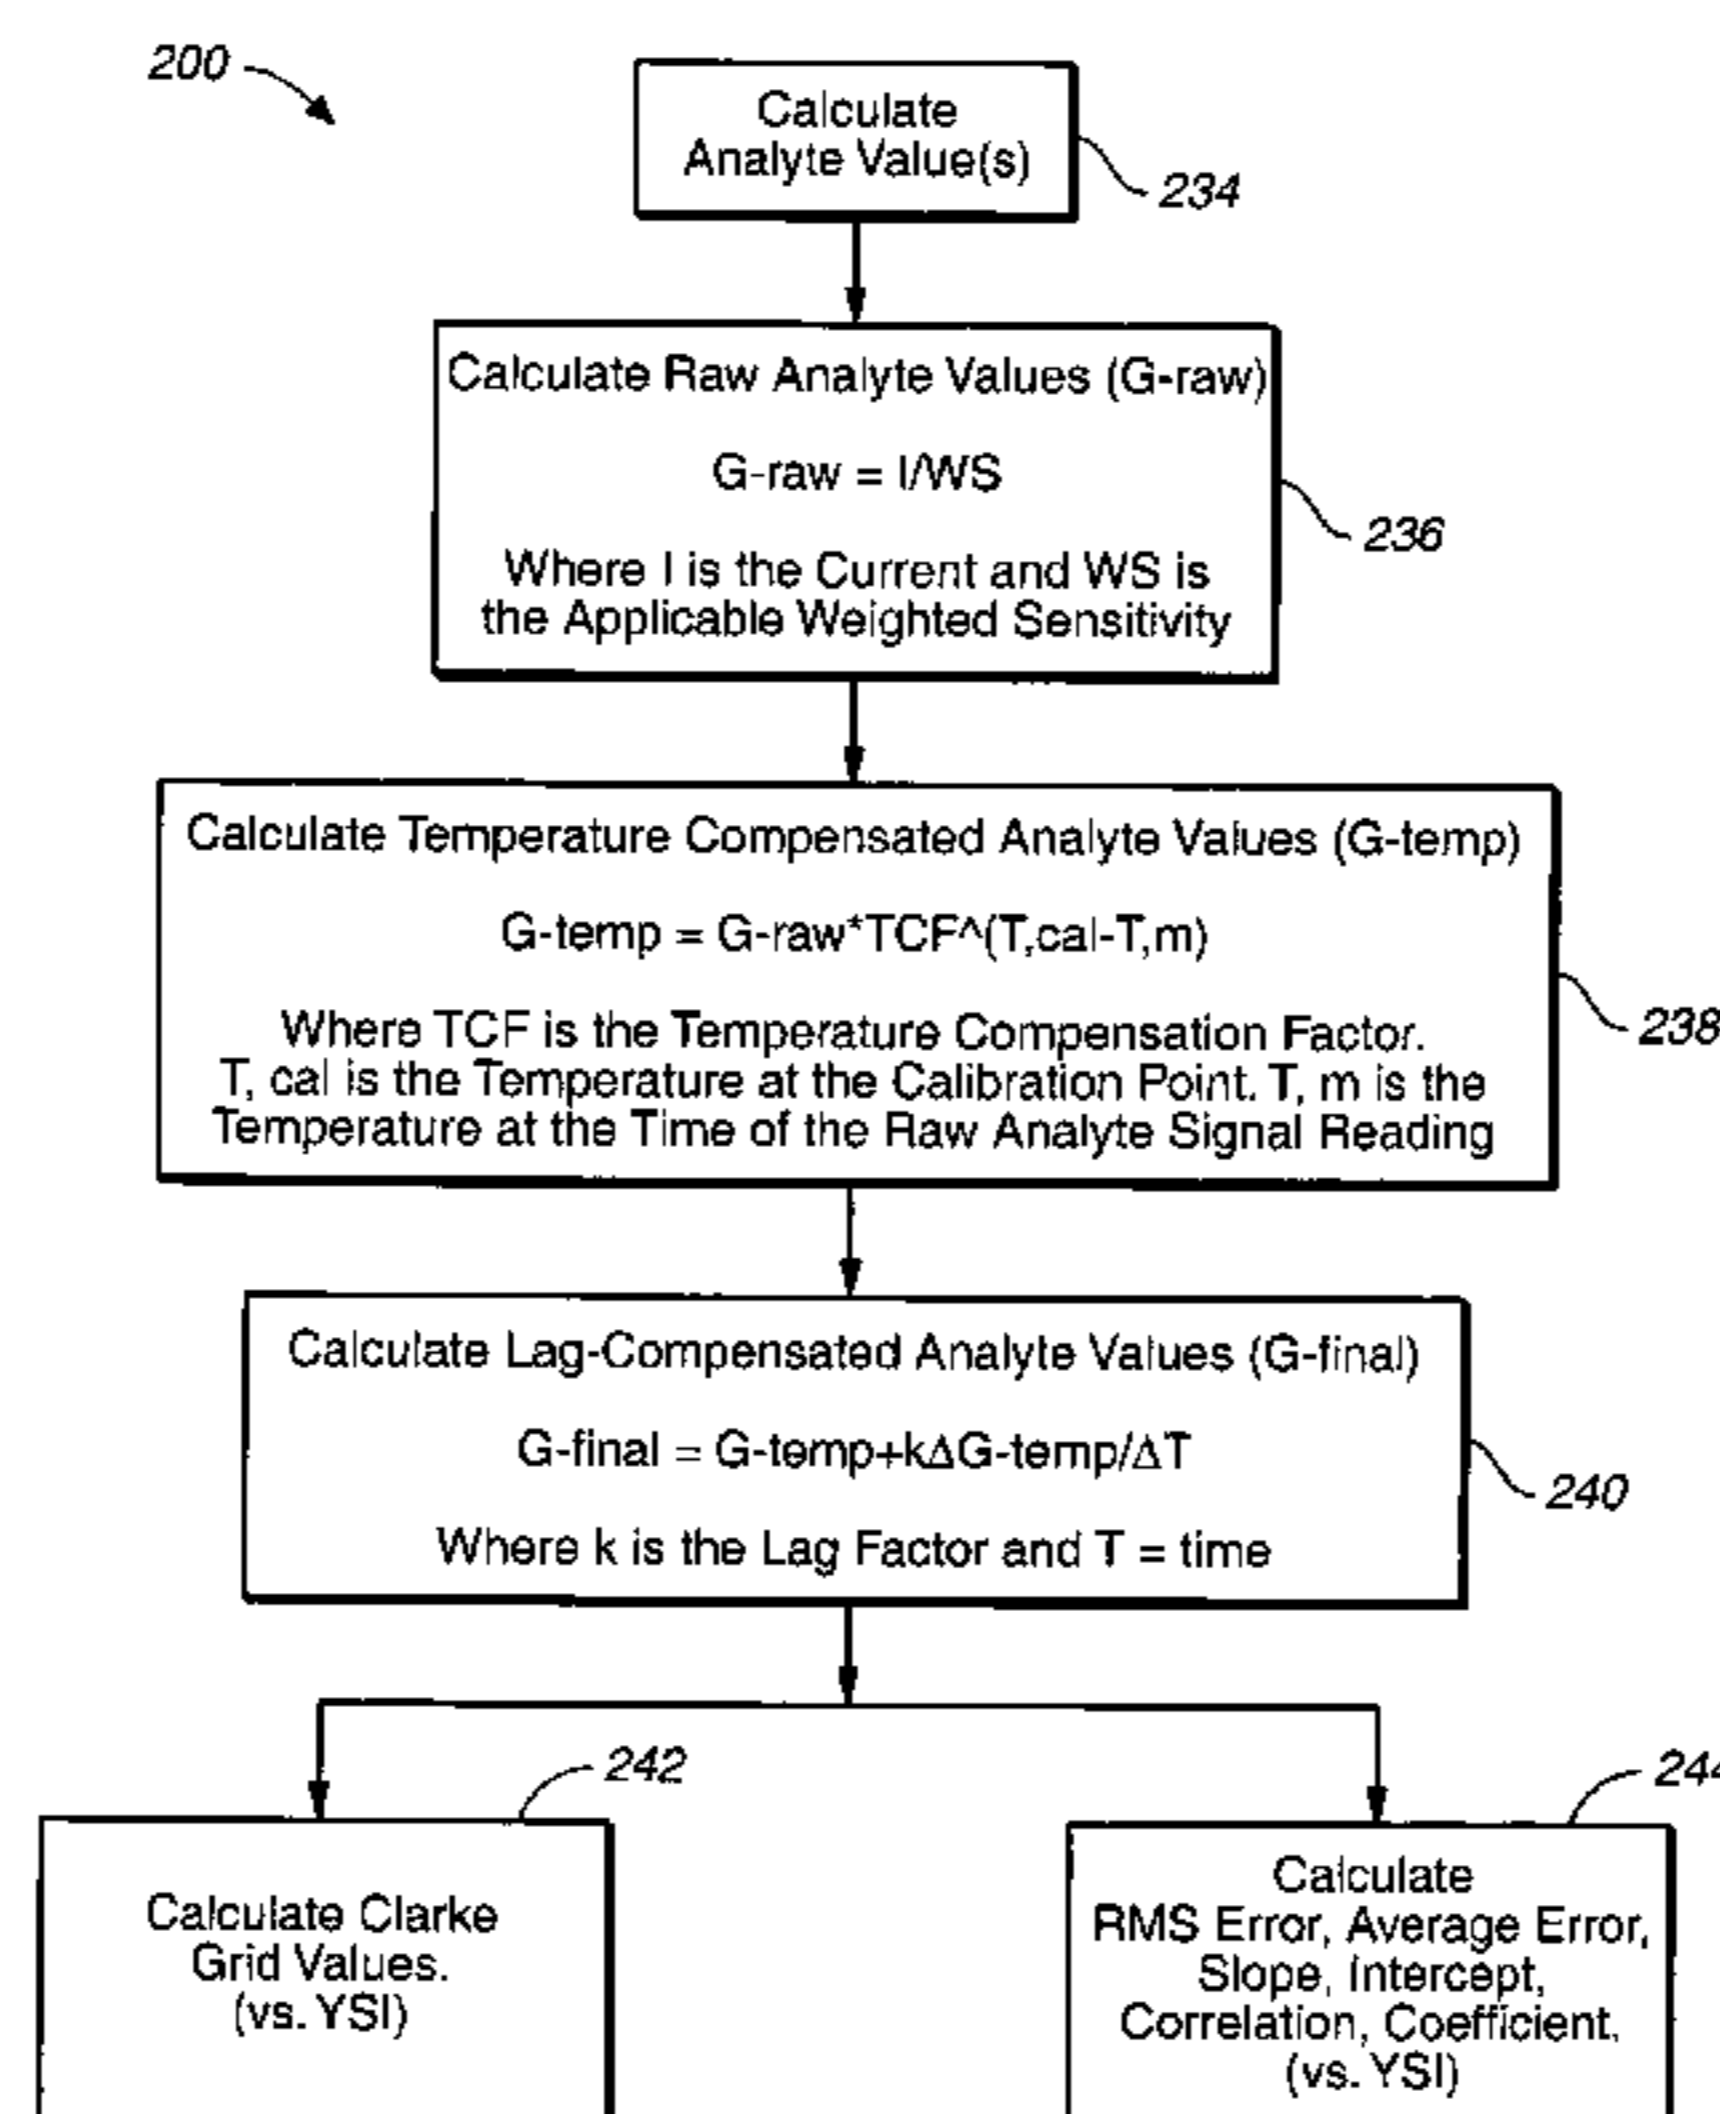 200
Calculate
Analyte Value(s)
234
Calculate Raw Analyte Values (G-raw)
G-raw = I/WS
Where I is the Current and WS is
the Applicable Weighted Sensitivity
236
Calculate Temperature Compensated Analyte Values (G-temp)
G-temp = G-raw*TCF^(T,cal-T,m)
Where TCF is the Temperature Compensation Factor.
T, cal is the Temperature at the Calibration Point. T, m is the
Temperature at the Time of the Raw Analyte Signal Reading
238
Calculate Lag-Compensated Analyte Values (G-final)
G-final = G-temp+kΔG-temp/ΔT
Where k is the Lag Factor and T = time
240
242
Calculate Clarke
Grid Values.
(vs. YSI)
244
Calculate
RMS Error, Average Error,
Slope, Intercept,
Correlation, Coefficient,
(vs. YSI)